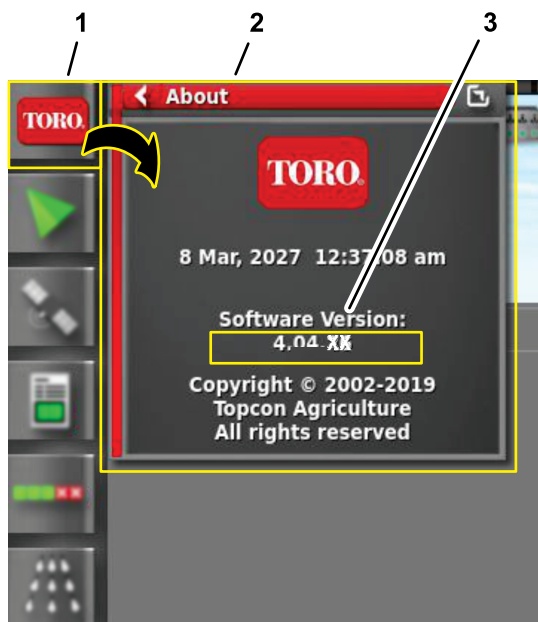 1 2 3
TORO.
About
TORO.
8 Mar, 2027 12:37:08 am
Software Version:
4.04.XX
Copyright © 2002-2019
Topcon Agriculture
All rights reserved